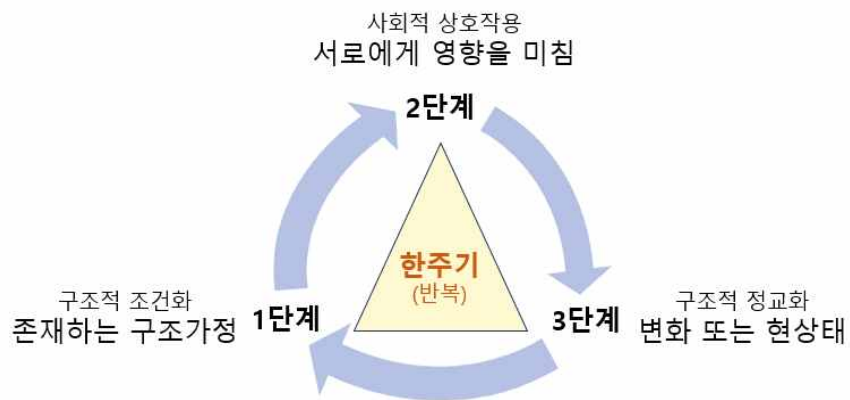 사회적 상호작용
서로에게 영향을 미침
2단계
한주기
(반복)
구조적 조건화
존재하는 구조가정
1단계
3단계
구조적 정교화
변화 또는 현상태